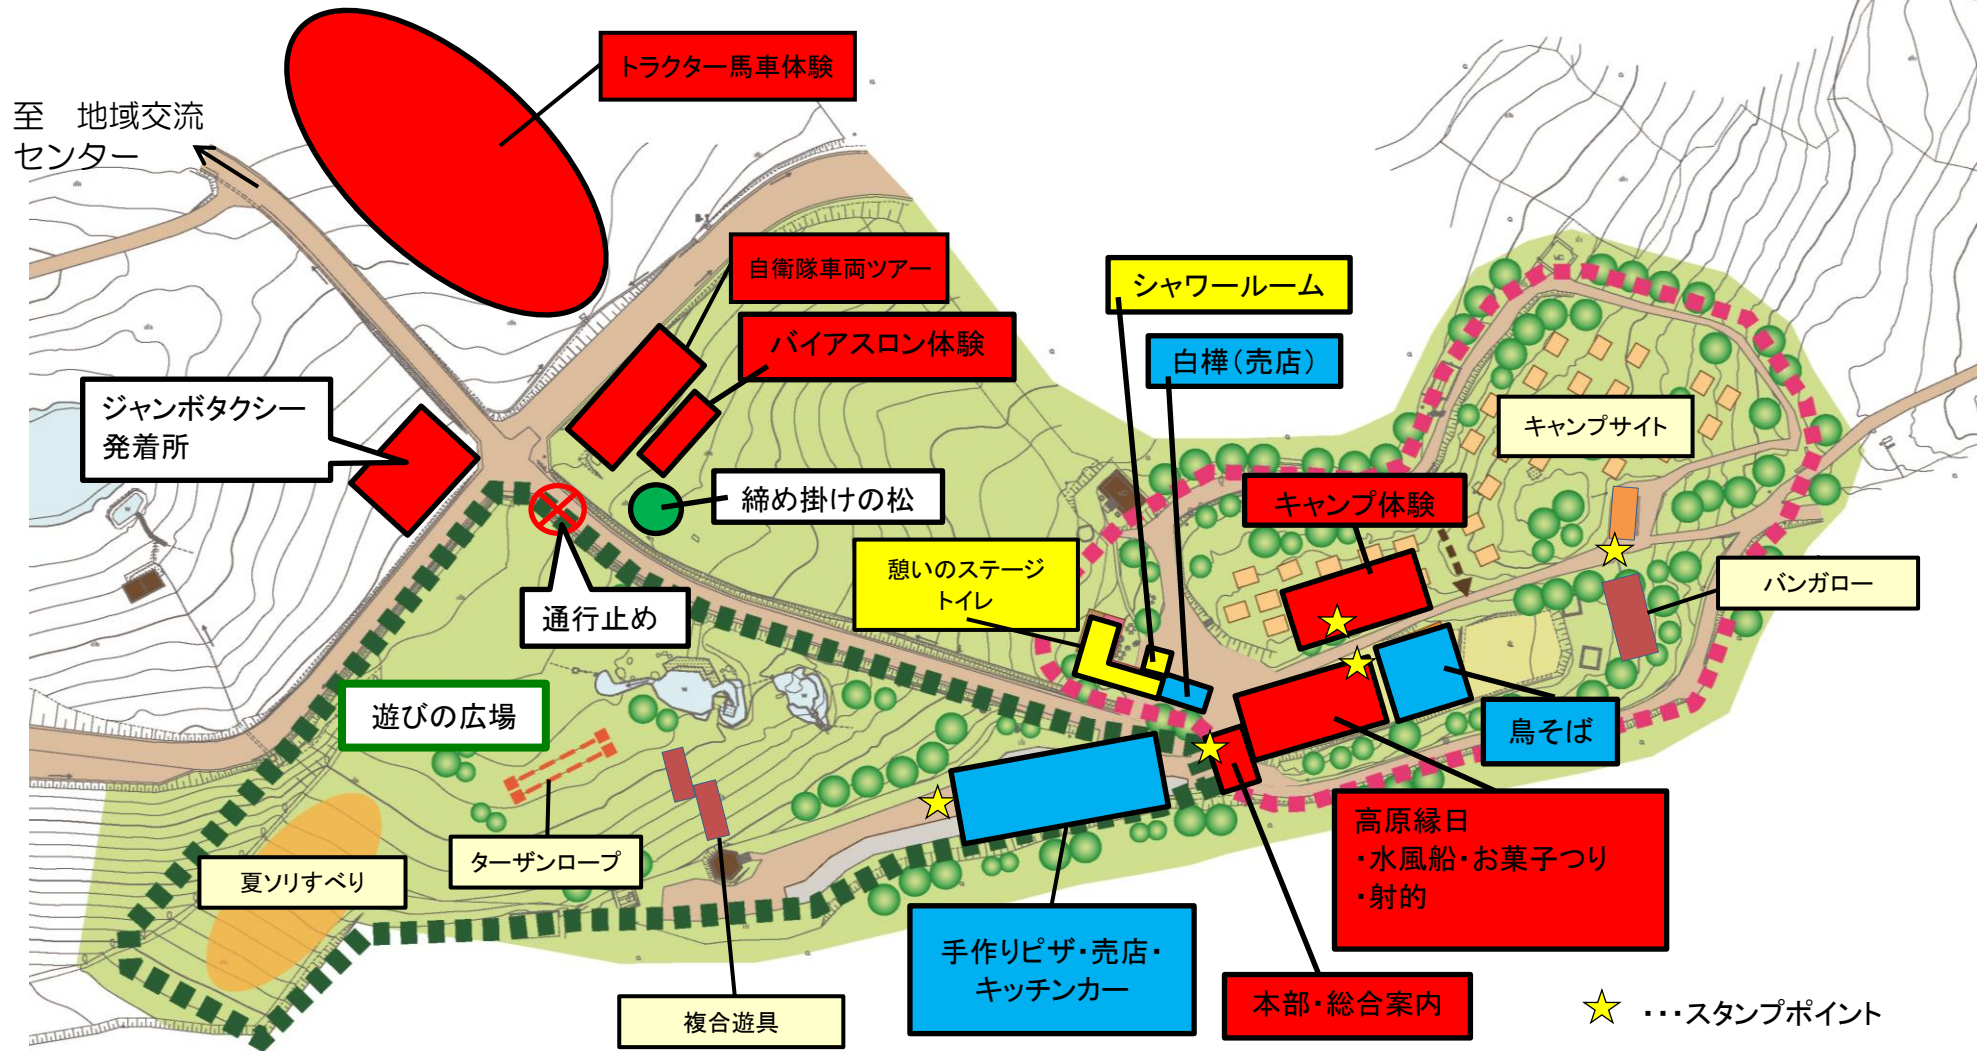 トラクター馬車体験
至　地域交流
センター
自衛隊車両ツアー
シャワールーム
バイアスロン体験
白樺（売店）
ジャンボタクシー
発着所
キャンプサイト
締め掛けの松
キャンプ体験
憩いのステージ
トイレ
バンガロー
通行止め
遊びの広場
鳥そば
高原縁日
・水風船・お菓子つり
・射的
ターザンロープ
夏ソリすべり
手作りピザ・売店・
キッチンカー
本部・総合案内
複合遊具
・・・スタンプポイント